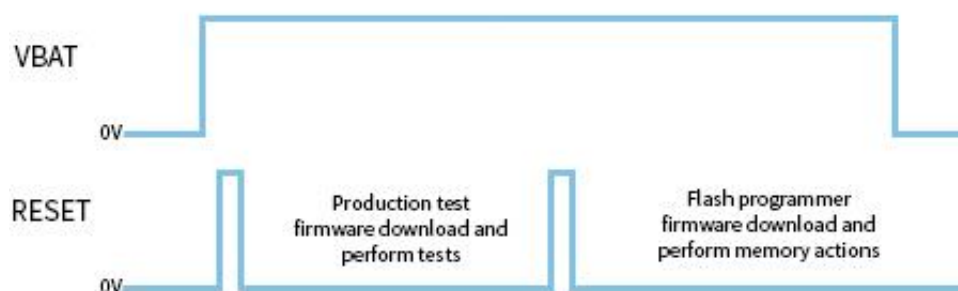 VBAT
0V
RESET
Production test
firmware download and
perform tests
Flash programmer
firmware download and
perform memory actions
0V